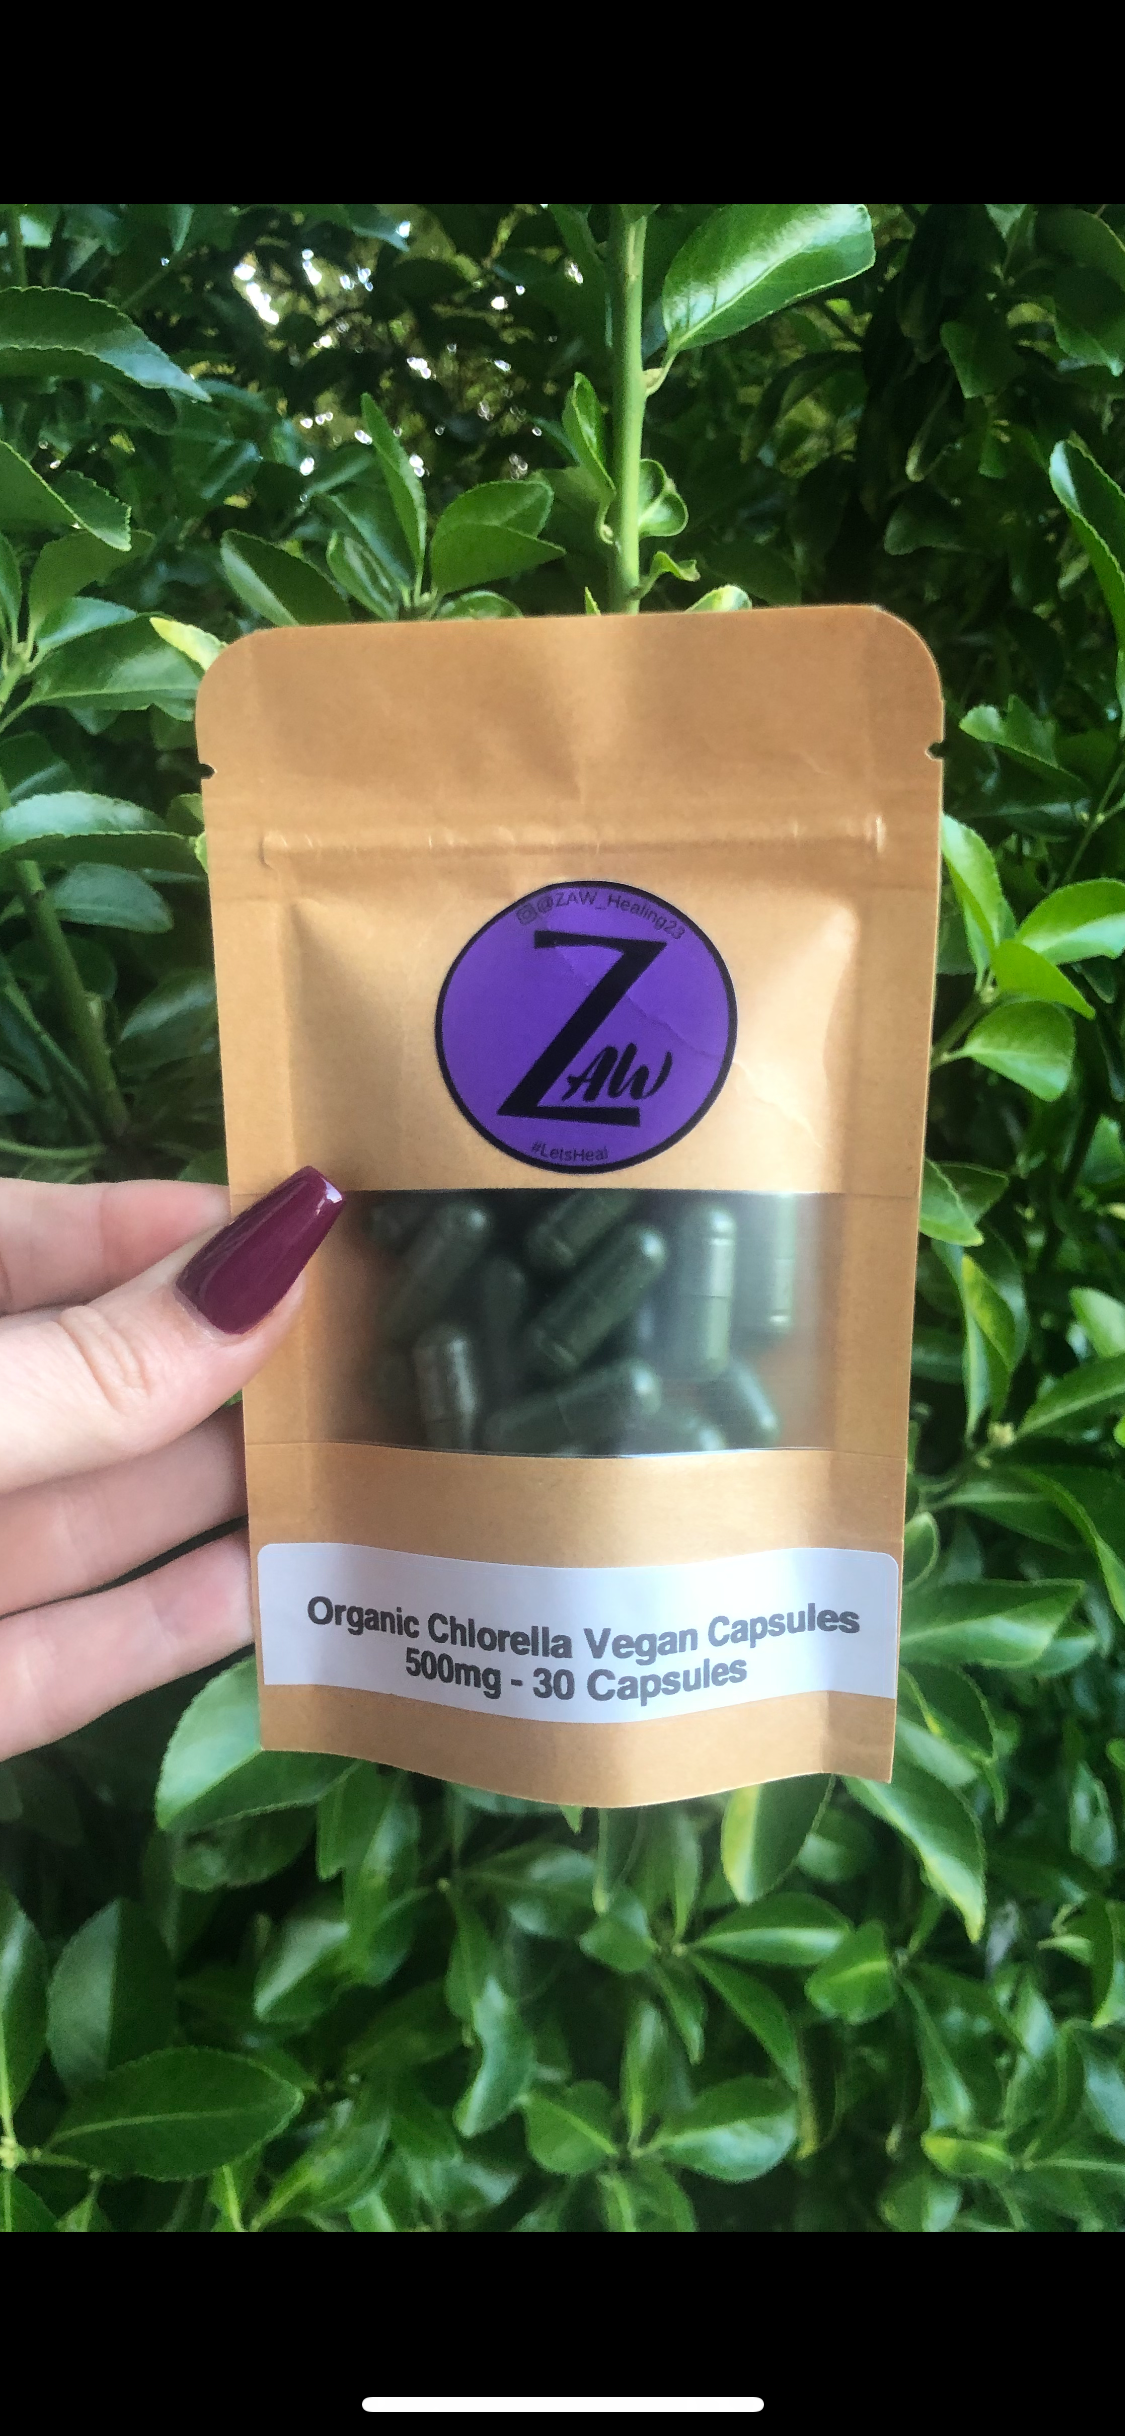 @ZAW_Healing23
ZAW
#LetsHeal
Organic Chlorella Vegan Capsules
500mg - 30 Capsules